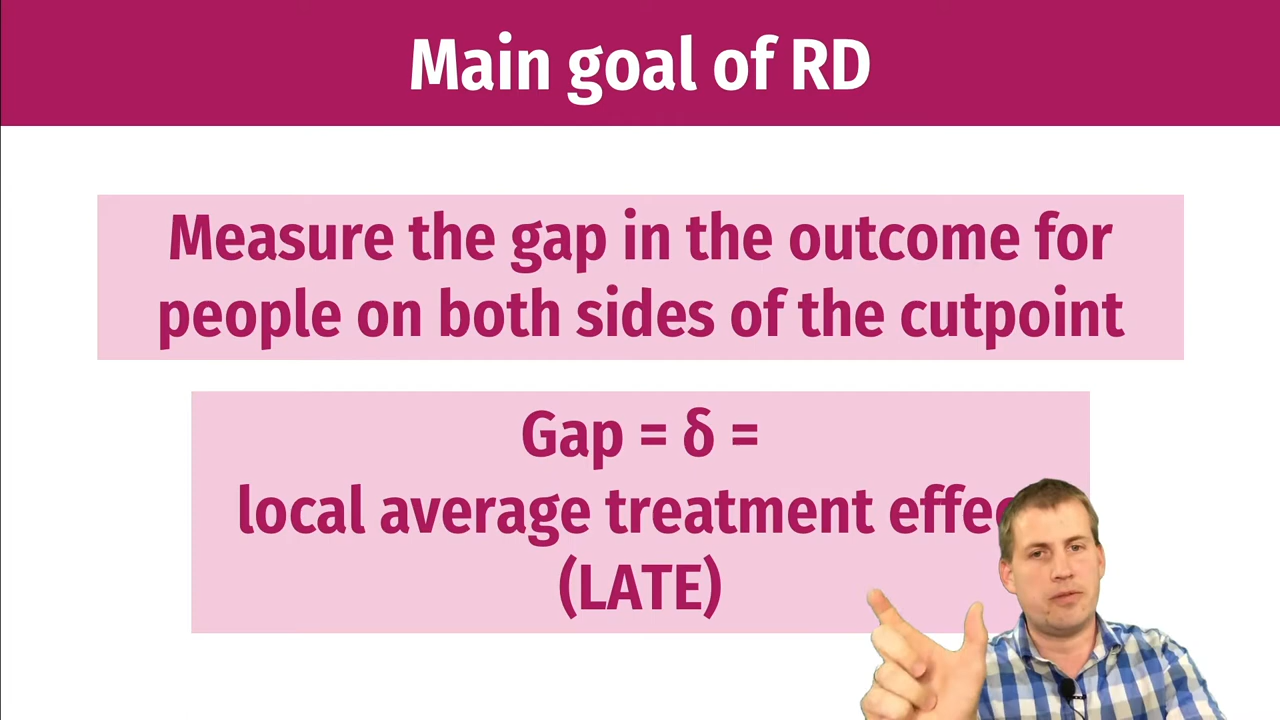 Main goal of RD
Measure the gap in the outcome for
people on both sides of the cutpoint
Gap = δ =
local average treatment
(LATE)